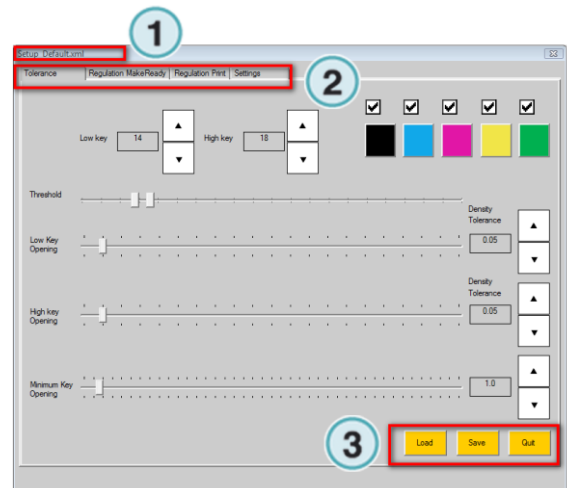 1
Setup Default.xml
Tolerance Regulation MakeReady Regulation Print Settings
2
Low key 14 High key 18
Threshold
Density
Tolerance
Low Key
Opening
0.05
Density
Tolerance
High key
Opening
0.05
Minimum Key
Opening
1.0
3
Load Save Quit